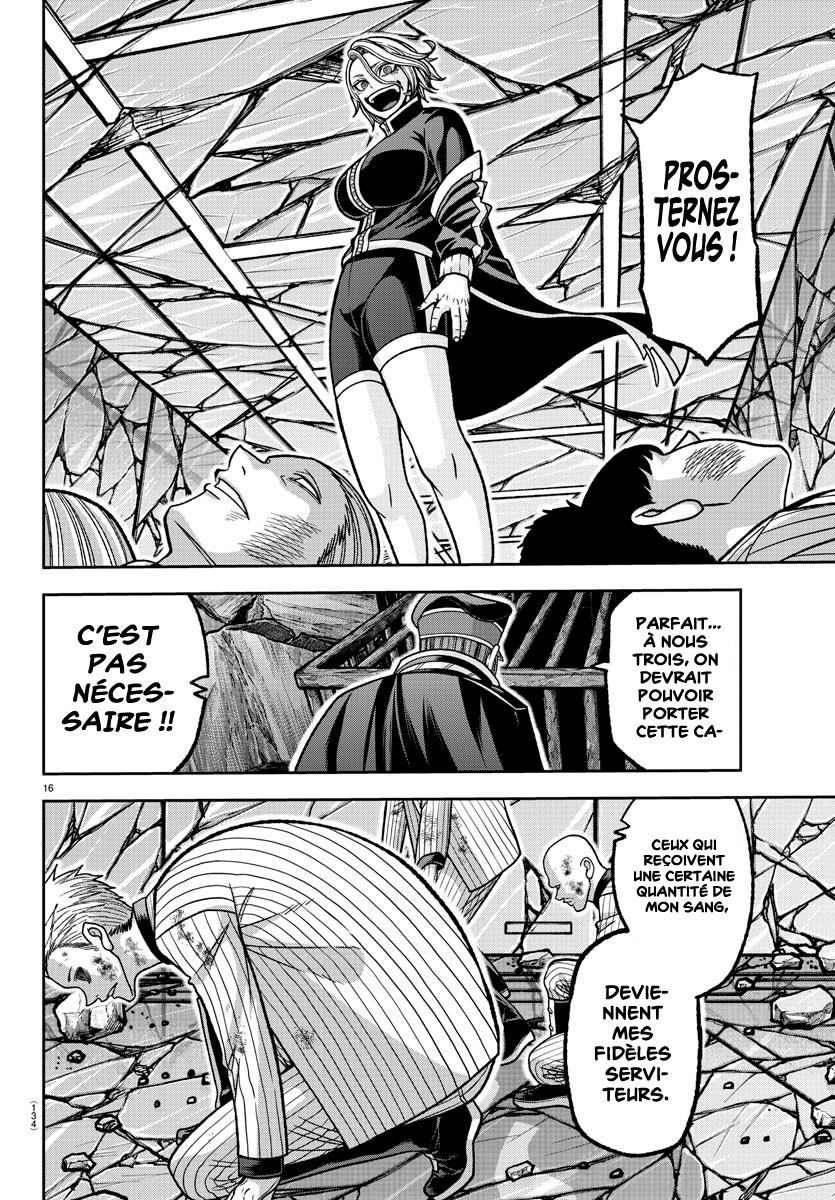 PROS-
TERNEZ
VOUS !
PARFAIT...
À NOUS
TROIS, ON
DEVRAIT
POUVOIR
PORTER
CETTE CA-
C'EST
PAS
NÉCES-
SAIRE !!
16
CEUX QUI
REÇOIVENT
UNE CERTAINE
QUANTITÉ DE
MON SANG,
DEVIE-
NNENT
MES
FIDÈLES
SERVI-
TEURS.
(134)